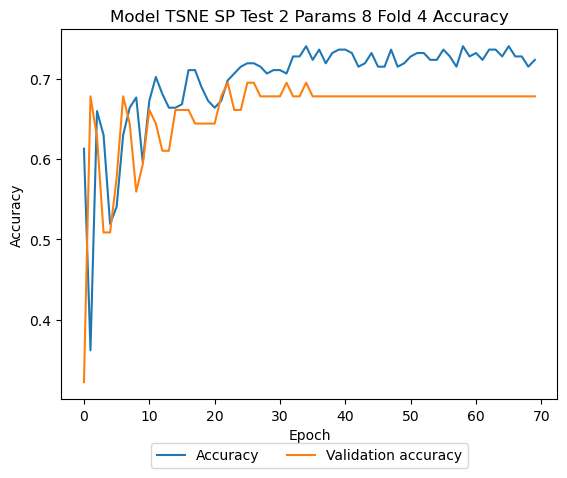 Model TSNE SP Test 2 Params 8 Fold 4 Accuracy
Accuracy
0.7
0.6
0.5
0.4
0 10 20 30 40 50 60 70
Epoch
Accuracy Validation accuracy